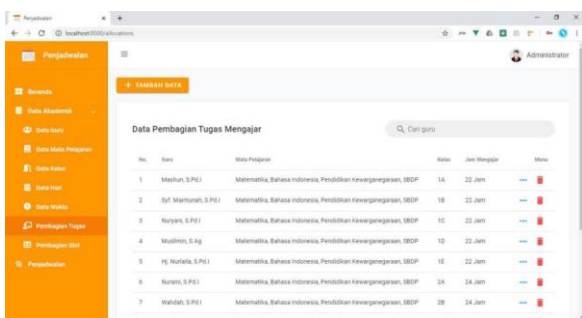 Penjadwalan
localhost:8000/allocations
Penjadwalan
Administrator
Beranda
Data Akademik
Data Guru
Data Mata Pelajaran
Data Kelas
Data Hari
Data Waktu
Pembagian Tugas
Pembagian Slot
Penjadwalan
+ TAMBAH DATA
Data Pembagian Tugas Mengajar
Cari guru
No. Guru Mata Pelajaran Kelas Jam Mengajar Menu
1 Mashun, S.Pd.I Matematika, Bahasa Indonesia, Pendidikan Kewarganegaraan, SBDP 1A 22 Jam
2 Syf. Marmunah, S.Pd.I Matematika, Bahasa Indonesia, Pendidikan Kewarganegaraan, SBDP 1B 22 Jam
3 Nuryani, S.Pd.I Matematika, Bahasa Indonesia, Pendidikan Kewarganegaraan, SBDP 1C 22 Jam
4 Muslimin, S.Ag Matematika, Bahasa Indonesia, Pendidikan Kewarganegaraan, SBDP 1D 22 Jam
5 Hj. Nurlaila, S.Pd.I Matematika, Bahasa Indonesia, Pendidikan Kewarganegaraan, SBDP 1E 22 Jam
6 Nuraini, S.Pd.I Matematika, Bahasa Indonesia, Pendidikan Kewarganegaraan, SBDP 2A 24 Jam
7 Wahdah, S.Pd.I Matematika, Bahasa Indonesia, Pendidikan Kewarganegaraan, SBDP 2B 24 Jam